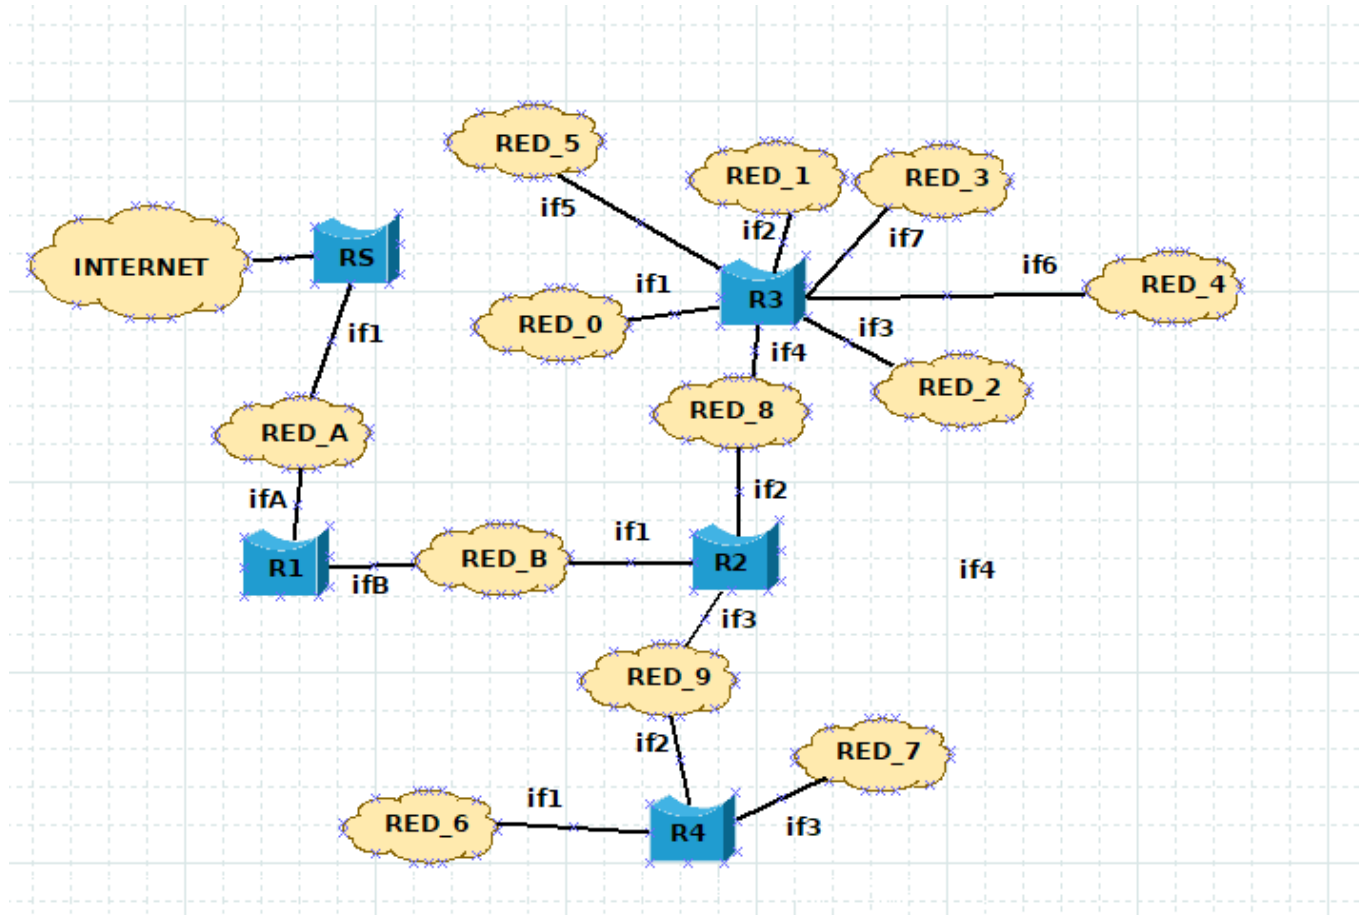 RED_5
RED_1
RED_3
if5
if2
if7
INTERNET
RS
if6
RED_4
if1
R3
RED_0
if3
if1
if4
RED_2
RED_8
RED_A
ifA
if2
if1
R1
RED_B
R2
if4
ifB
if3
RED_9
if2
RED_7
if1
RED_6
R4
if3